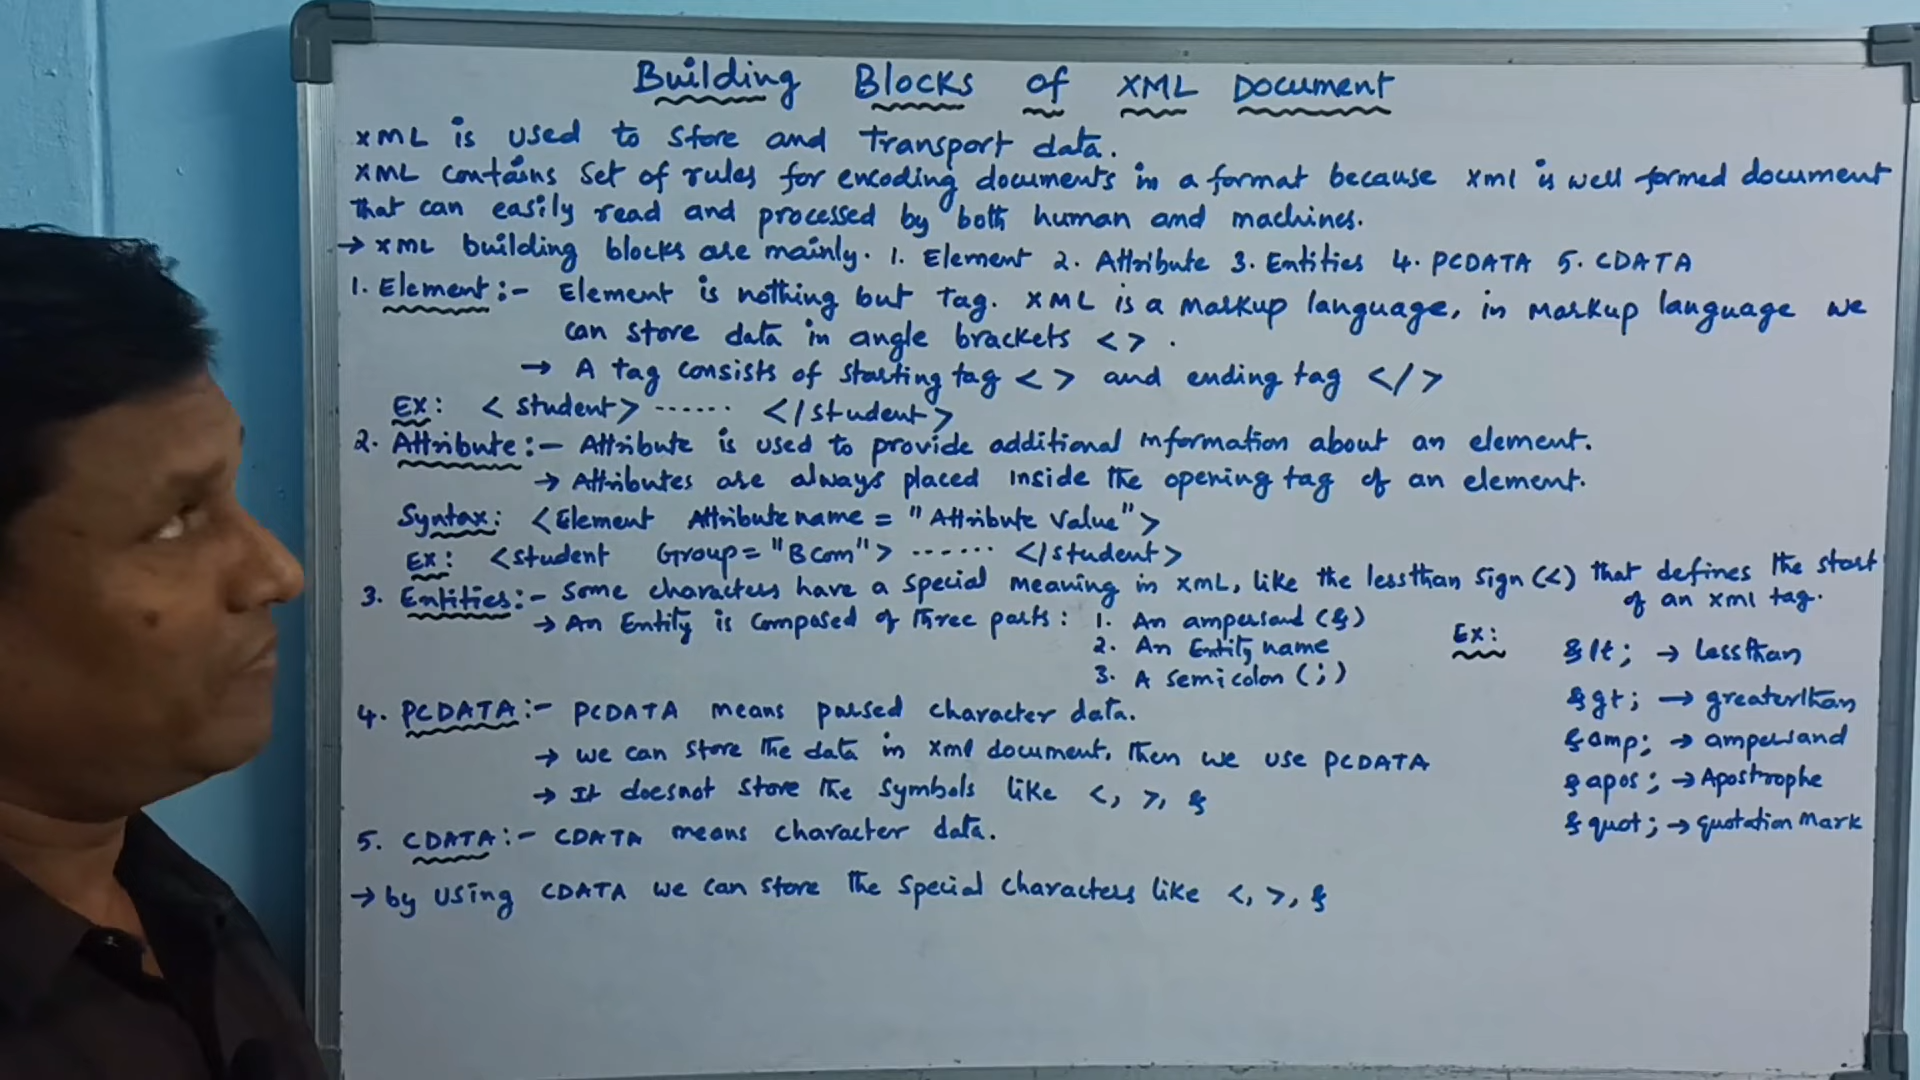 Building Blocks of XML Document
XML is used to store and Transport data.
XML contains set of rules for encoding documents in a format because xml is well formed document
that can easily read and processed by both human and machines.
→ XML building blocks are mainly. 1. Element 2. Attribute 3. Entities 4. PCDATA 5. CDATA
1. Element :- Element is nothing but Tag. XML is a markup language, in markup language we
can store data in angle brackets < > .
→ A tag consists of starting tag < > and ending tag </>
Ex: < student> ...... </student>
2. Attribute :- Attribute is used to provide additional information about an element.
→ Attributes are always placed inside the opening tag of an element.
Syntax: <Element Attribute name = "Attribute Value">
Ex: <student Group="BCom"> ...... </student>
3. Entities :- Some characters have a special meaning in XML, like the lessthan sign (<) that defines the start
of an xml tag.
→ An Entity is composed of three parts : 1. An ampersand (&)
2. An Entity name
3. A semicolon (;)
Ex: &lt; → lessthan
&gt; → greaterthan
&amp; → ampersand
&apos; → Apostrophe
&quot; → quotation Mark
4. PCDATA :- PCDATA means parsed character data.
→ we can store the data in xml document, then we use PCDATA
→ It doesnot store the symbols like <, >, &
5. CDATA :- CDATA means character data.
→ by using CDATA we can store the special characters like <, >, &